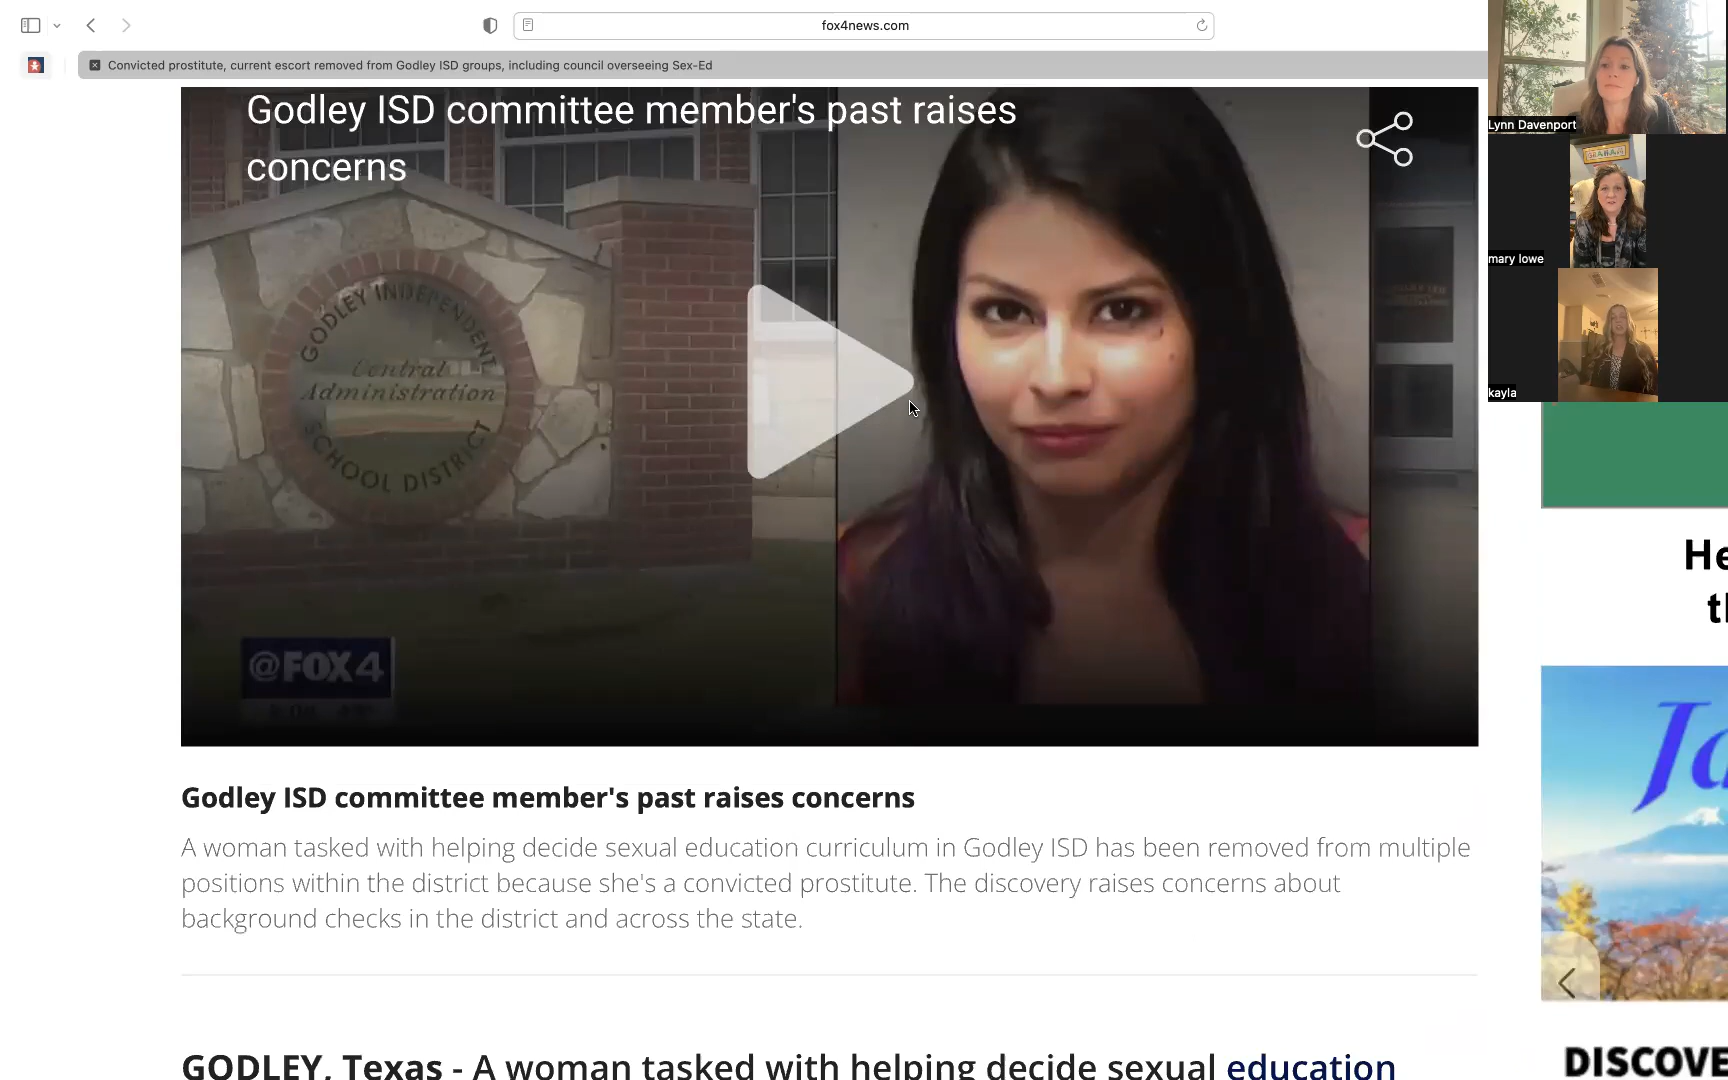 fox4news.com
Convicted prostitute, current escort removed from Godley ISD groups, including council overseeing Sex-Ed
Godley ISD committee member's past raises
concerns
GODLEY INDEPENDENT
Central
Administration
SCHOOL DISTRICT
@FOX4
Lynn Davenport
mary lowe
kayla
Godley ISD committee member's past raises concerns
A woman tasked with helping decide sexual education curriculum in Godley ISD has been removed from multiple
positions within the district because she's a convicted prostitute. The discovery raises concerns about
background checks in the district and across the state.
GODLEY, Texas - A woman tasked with helping decide sexual education
He
DISCOVE